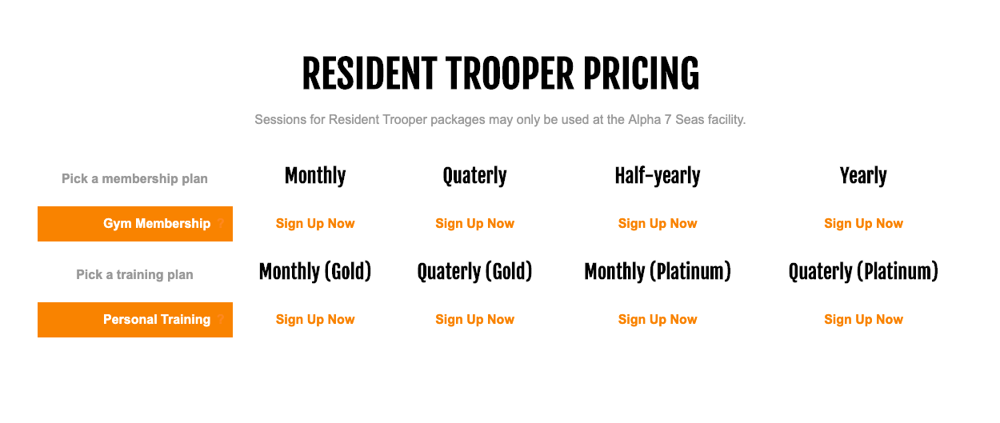 RESIDENT TROOPER PRICING
Sessions for Resident Trooper packages may only be used at the Alpha 7 Seas facility.
Pick a membership plan Monthly Quaterly Half-yearly Yearly
Gym Membership ? Sign Up Now Sign Up Now Sign Up Now Sign Up Now
Pick a training plan Monthly (Gold) Quaterly (Gold) Monthly (Platinum) Quaterly (Platinum)
Personal Training ? Sign Up Now Sign Up Now Sign Up Now Sign Up Now